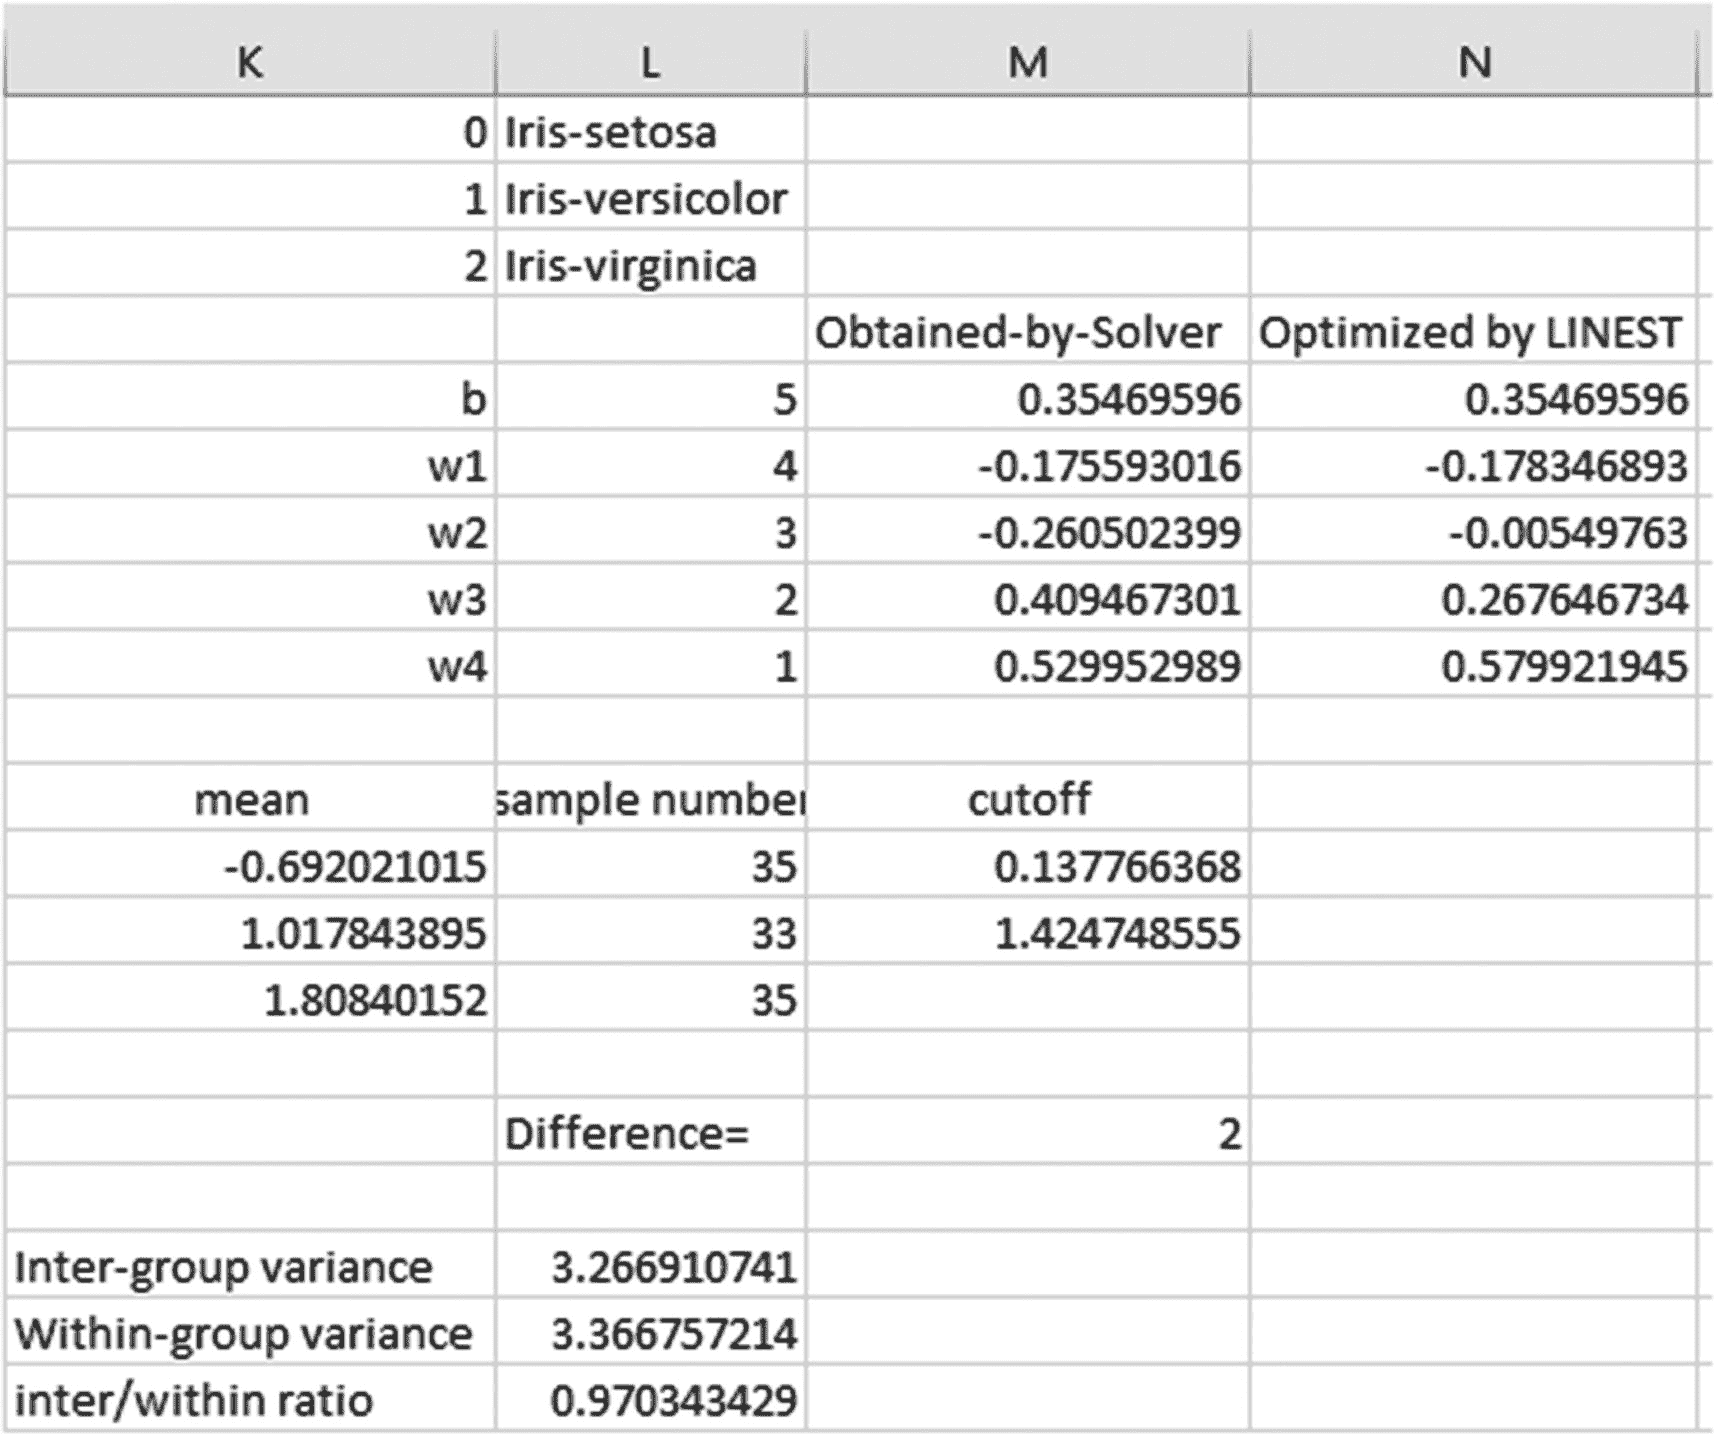 K L M N
0 Iris-setosa
1 Iris-versicolor
2 Iris-virginica
Obtained-by-Solver Optimized by LINEST
b 5 0.35469596 0.35469596
w1 4 -0.175593016 -0.178346893
w2 3 -0.260502399 -0.00549763
w3 2 0.409467301 0.267646734
w4 1 0.529952989 0.579921945
mean sample number cutoff
-0.692021015 35 0.137766368
1.017843895 33 1.424748555
1.80840152 35
Difference= 2
Inter-group variance 3.266910741
Within-group variance 3.366757214
inter/within ratio 0.970343429